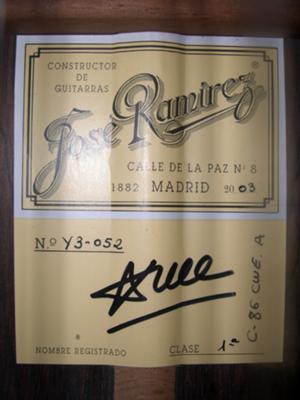 CONSTRUCTOR
DE
GUITARRAS
José Ramírez ®
CALLE DE LA PAZ Nº 8
1882 MADRID 2003
N.º Y3-052
NOMBRE REGISTRADO
CLASE 1ª
C-86 CWE. A